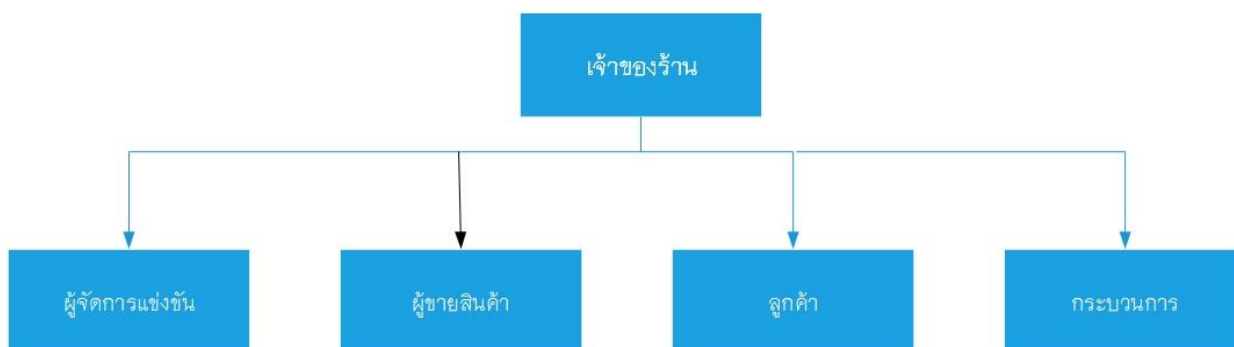 เจ้าของร้าน
ผู้จัดการแข่งขัน
ผู้ขายสินค้า
ลูกค้า
กระบวนการ